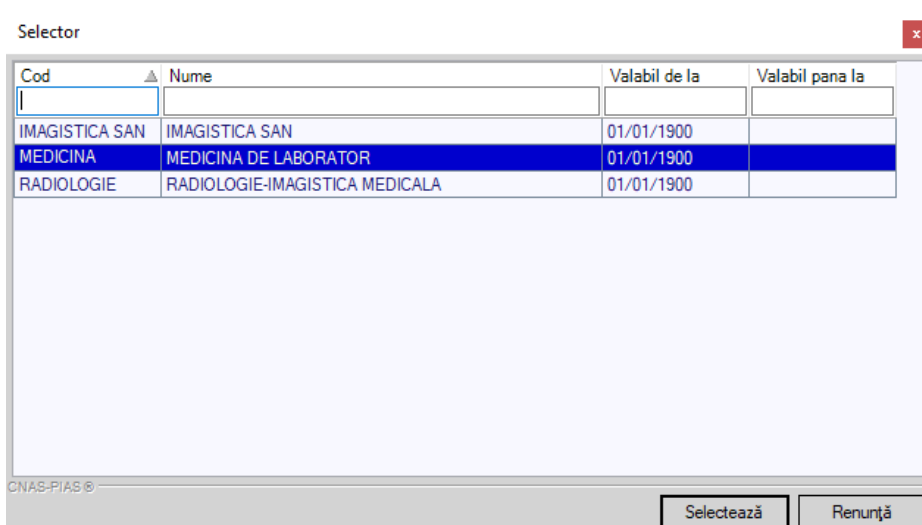 Selector
x
Cod Nume Valabil de la Valabil pana la
IMAGISTICA SAN IMAGISTICA SAN 01/01/1900
MEDICINA MEDICINA DE LABORATOR 01/01/1900
RADIOLOGIE RADIOLOGIE-IMAGISTICA MEDICALA 01/01/1900
CNAS-PIAS ®
Selectează Renunţă